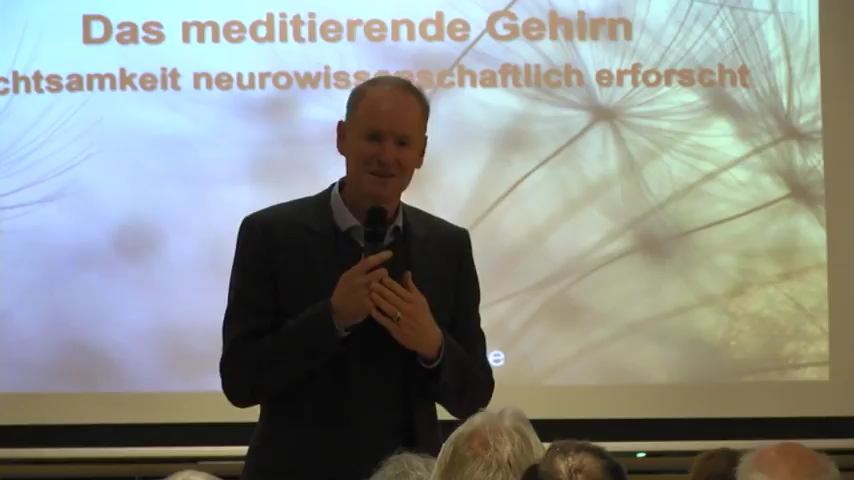 Das meditierende Gehirn
chtsamkeit neurowissenschaftlich erforscht
e